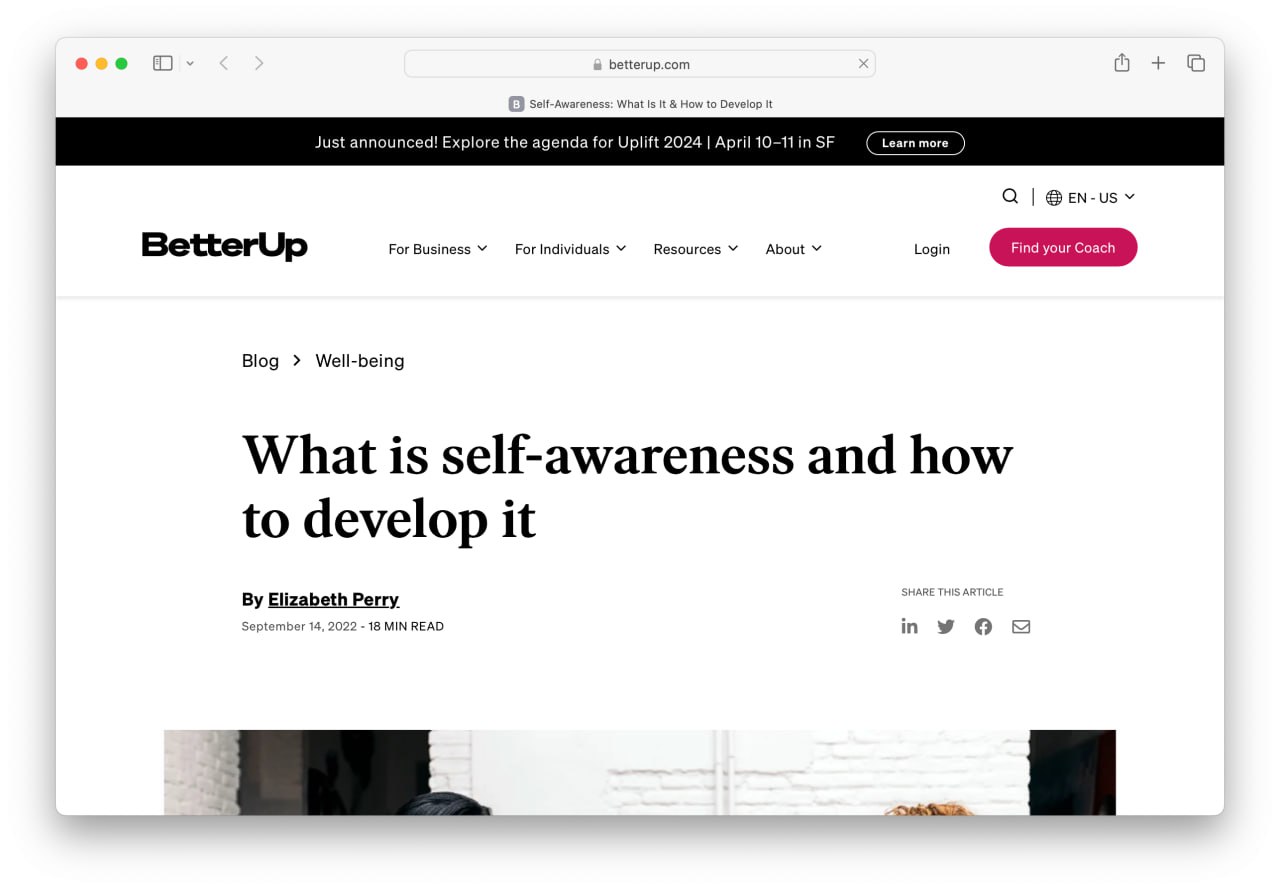 betterup.com
B Self-Awareness: What Is It & How to Develop It
Just announced! Explore the agenda for Uplift 2024 | April 10–11 in SF Learn more
EN - US
BetterUp For Business For Individuals Resources About Login Find your Coach
Blog Well-being
What is self-awareness and how
to develop it
By Elizabeth Perry
September 14, 2022 - 18 MIN READ
SHARE THIS ARTICLE